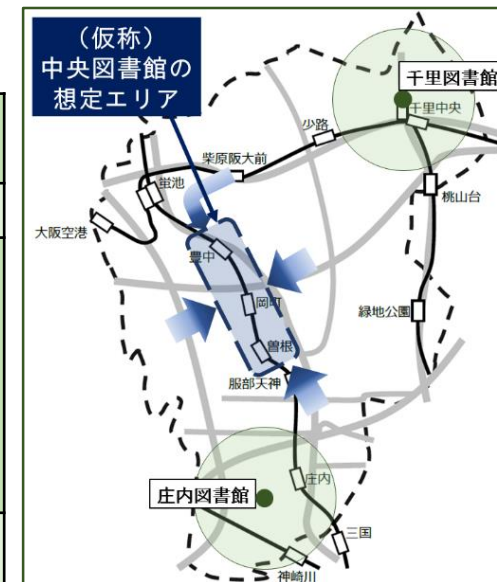 （仮称）
中央図書館の
想定エリア
千里図書館
千里中央
少路
柴原阪大前
蛍池
桃山台
大阪空港
豊中
岡町
緑地公園
曽根
服部天神
庄内
庄内図書館
三国
神崎川